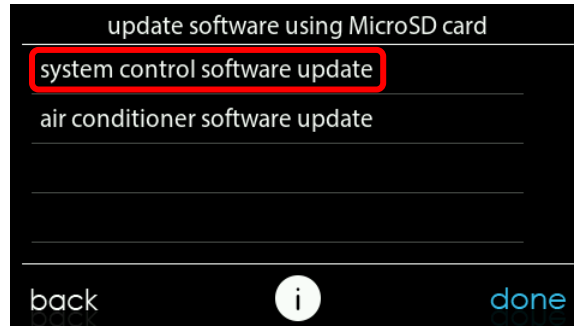 update software using MicroSD card
system control software update
air conditioner software update
back
i
done